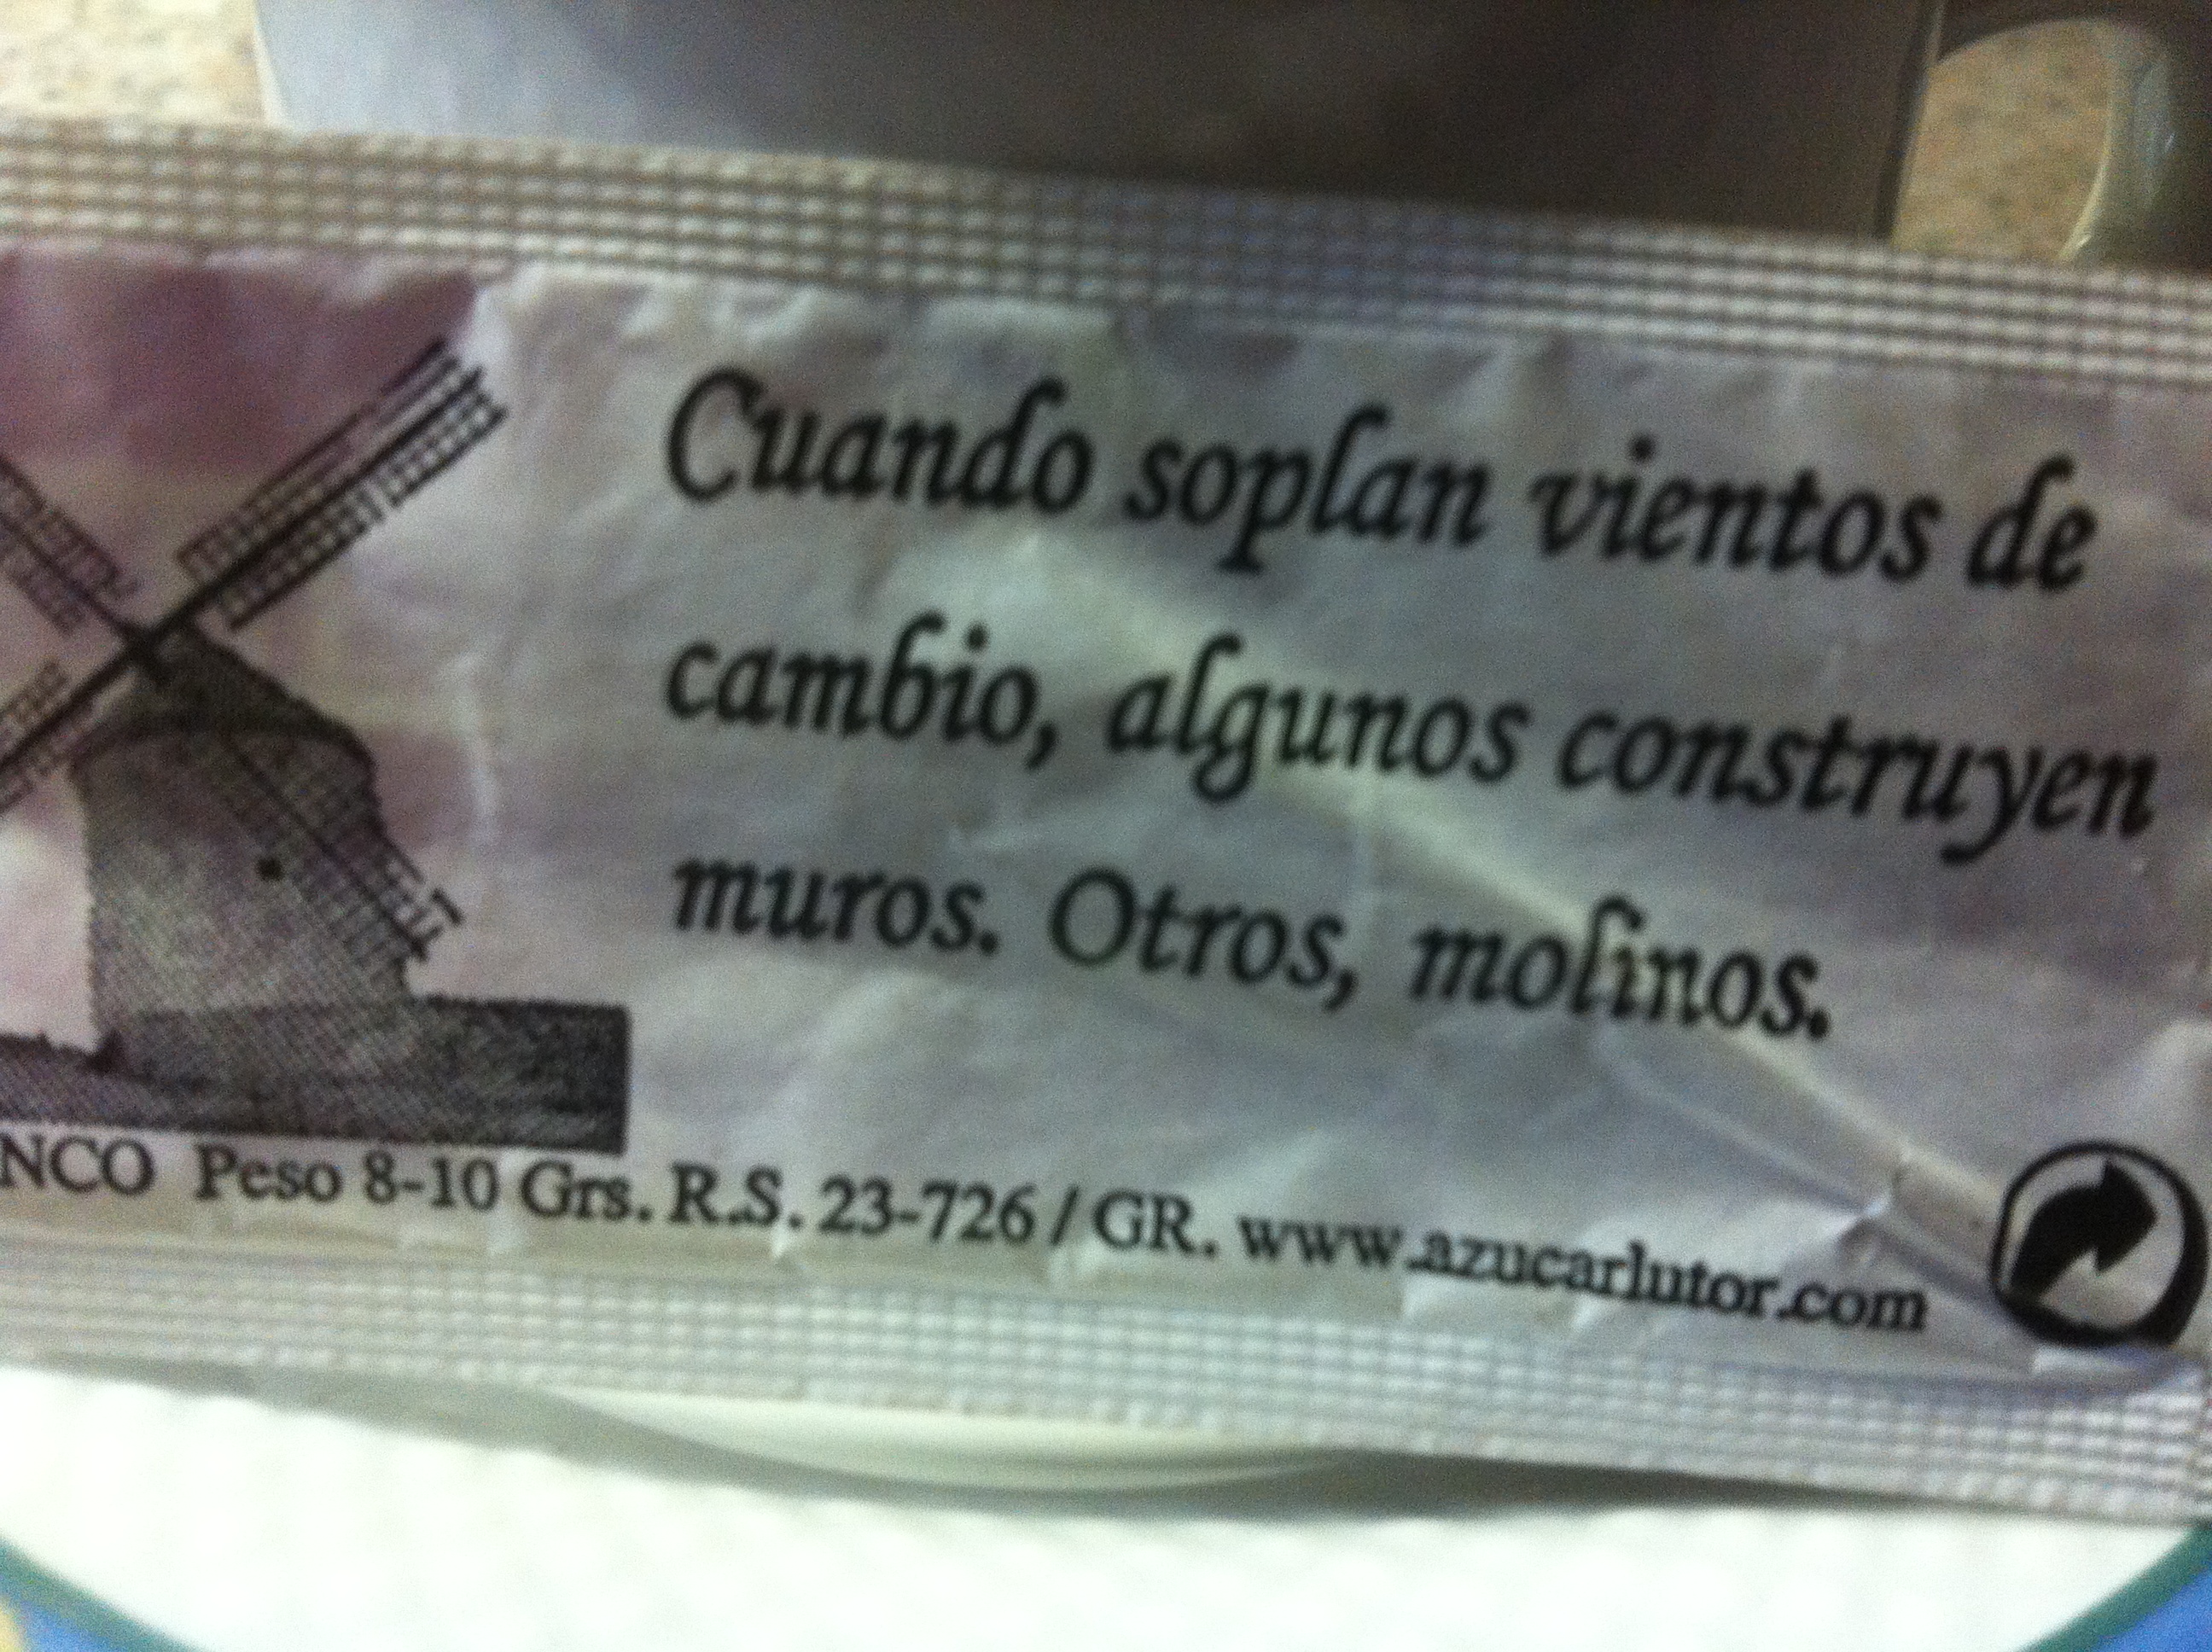 Cuando soplan vientos de
cambio, algunos construyen
muros. Otros, molinos.
NCO Peso 8-10 Grs. R.S. 23-726 / GR. www.azucarlutor.com